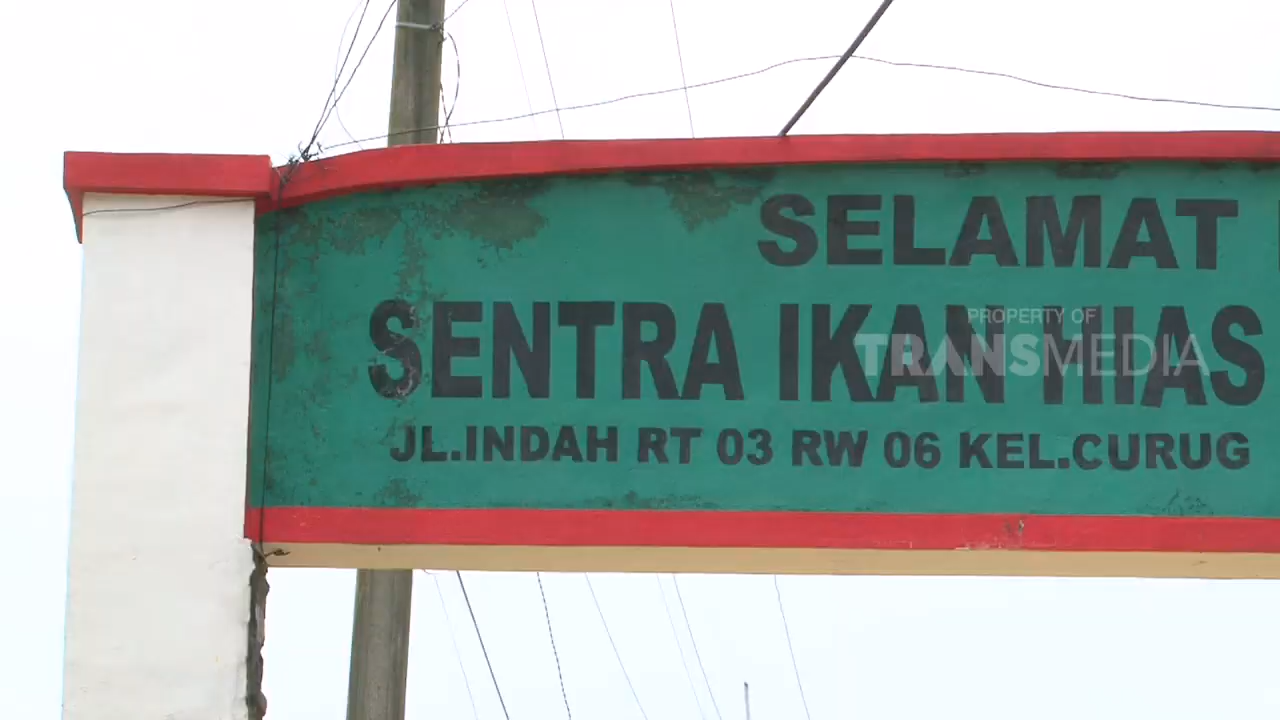 SELAMAT
SENTRA IKAN HIAS
JL.INDAH RT 03 RW 06 KEL.CURUG
PROPERTY OF
TRANSMEDIA